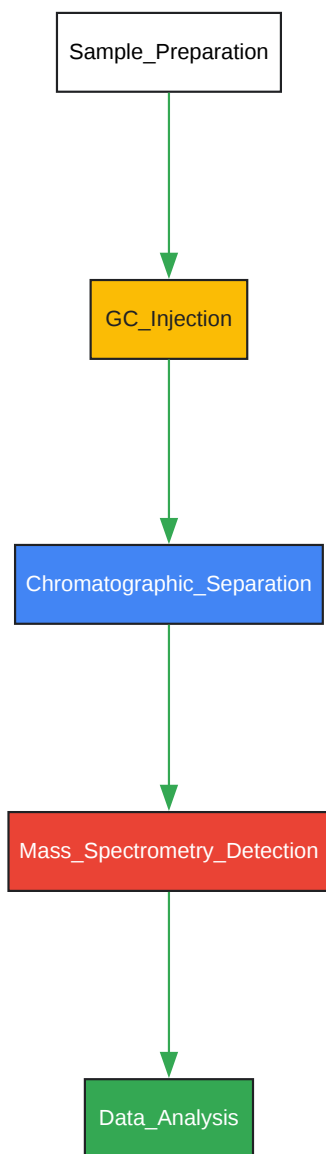 Sample_Preparation
GC_Injection
Chromatographic_Separation
Mass_Spectrometry_Detection
Data_Analysis